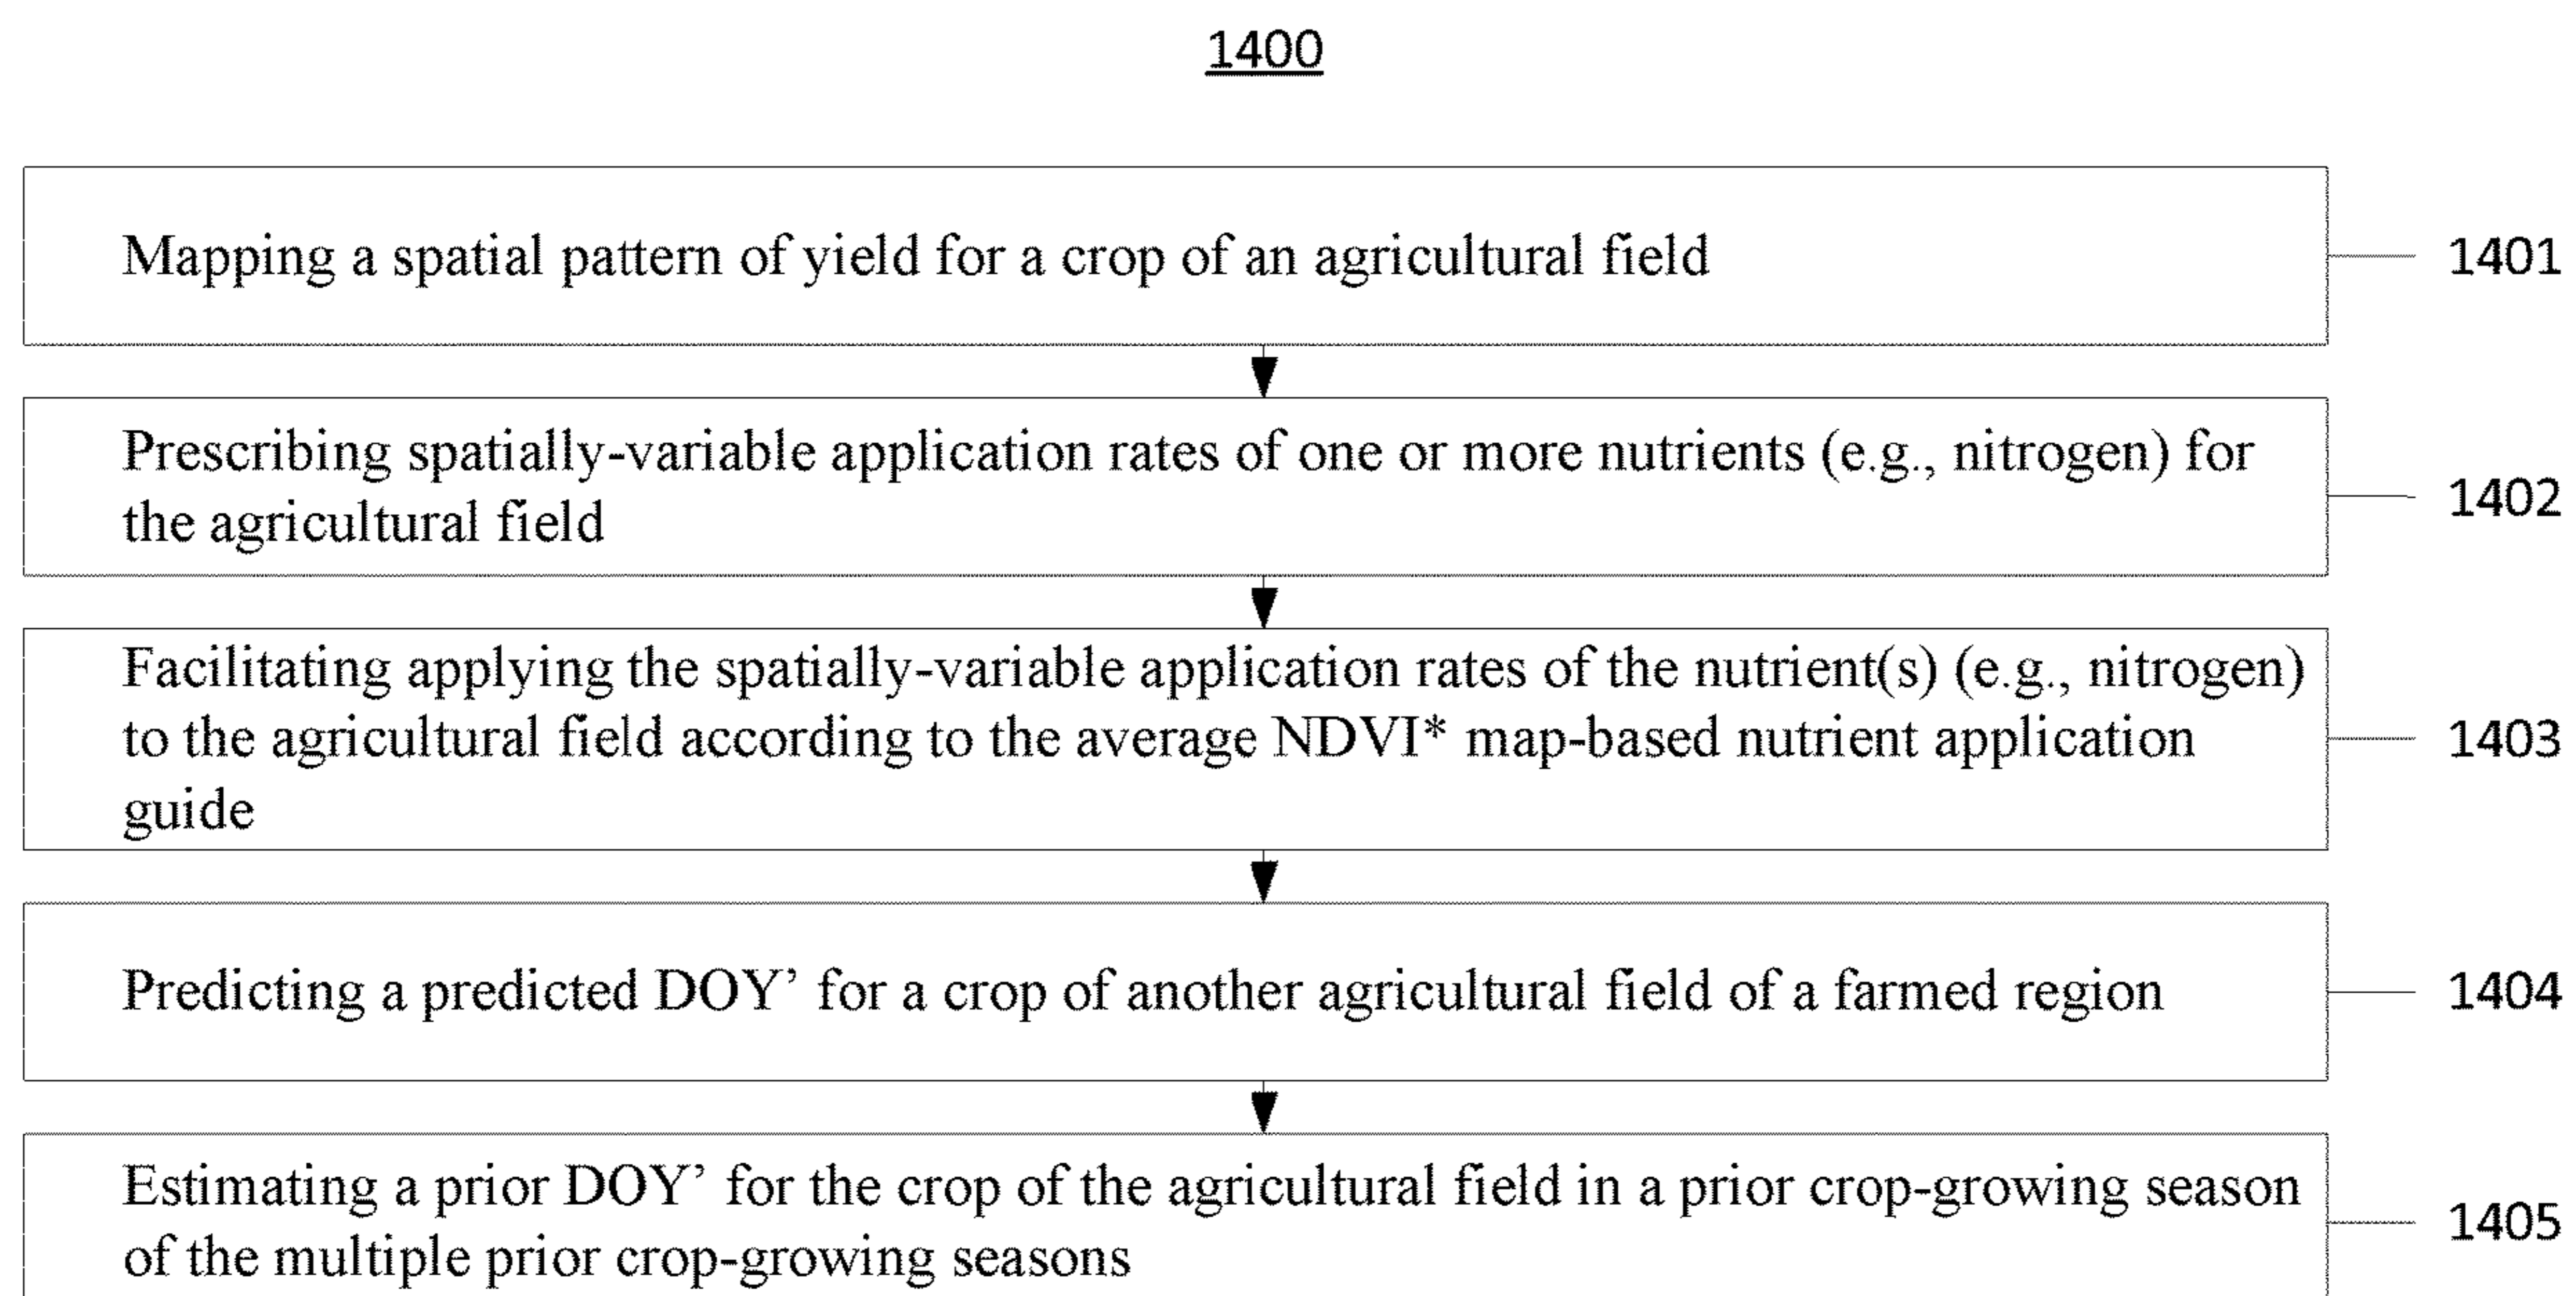 1400
Mapping a spatial pattern of yield for a crop of an agricultural field
1401
Prescribing spatially-variable application rates of one or more nutrients (e.g., nitrogen) for
the agricultural field
1402
Facilitating applying the spatially-variable application rates of the nutrient(s) (e.g., nitrogen)
to the agricultural field according to the average NDVI* map-based nutrient application
guide
1403
Predicting a predicted DOY’ for a crop of another agricultural field of a farmed region
1404
Estimating a prior DOY’ for the crop of the agricultural field in a prior crop-growing season
of the multiple prior crop-growing seasons
1405